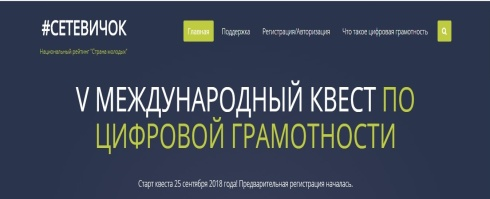 #СЕТЕВИЧОК
Национальный рейтинг "Страна молодых"
Главная Поддержка Регистрация/Авторизация Что такое цифровая грамотность
V МЕЖДУНАРОДНЫЙ КВЕСТ ПО
ЦИФРОВОЙ ГРАМОТНОСТИ
Старт квеста 25 сентября 2018 года! Предварительная регистрация началась.